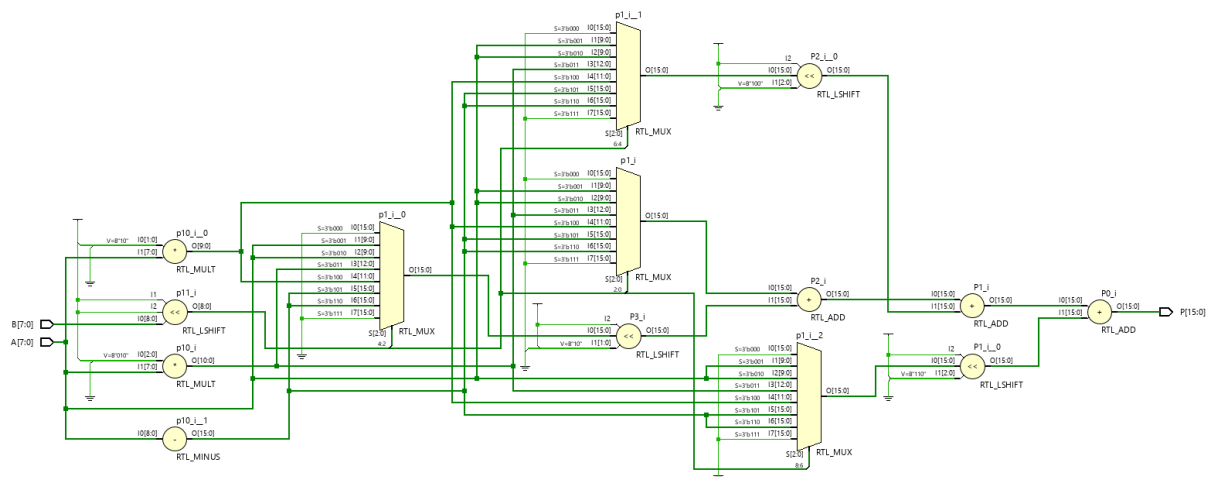 p1_i__1
S=3'b000 I0[15:0]
S=3'b001 I1[9:0]
S=3'b010 I2[9:0]
S=3'b011 I3[12:0]
S=3'b100 I4[11:0]
S=3'b101 I5[15:0]
S=3'b110 I6[15:0]
S=3'b111 I7[15:0]
O[15:0]
S[2:0]
6:4
RTL_MUX
P2_i__0
I2
I0[15:0]
V=B"100" I1[2:0]
O[15:0]
RTL_LSHIFT
p1_i
S=3'b000 I0[15:0]
S=3'b001 I1[9:0]
S=3'b010 I2[9:0]
S=3'b011 I3[12:0]
S=3'b100 I4[11:0]
S=3'b101 I5[15:0]
S=3'b110 I6[15:0]
S=3'b111 I7[15:0]
O[15:0]
S[2:0]
2:0
RTL_MUX
p1_i__0
S=3'b000 I0[15:0]
S=3'b001 I1[9:0]
S=3'b010 I2[9:0]
S=3'b011 I3[12:0]
S=3'b100 I4[11:0]
S=3'b101 I5[15:0]
S=3'b110 I6[15:0]
S=3'b111 I7[15:0]
O[15:0]
S[2:0]
4:2
RTL_MUX
p10_i__0
V=B"10" I0[1:0]
I1[7:0]
O[9:0]
RTL_MULT
p11_i
I1
I2
I0[8:0]
O[8:0]
RTL_LSHIFT
B[7:0]
A[7:0]
p10_i
V=B"010" I0[2:0]
I1[7:0]
O[10:0]
RTL_MULT
p10_i__1
I0[8:0]
O[15:0]
RTL_MINUS
P3_i
I2
I0[15:0]
V=B"10" I1[1:0]
O[15:0]
RTL_LSHIFT
P2_i
I0[15:0]
I1[15:0]
O[15:0]
RTL_ADD
P1_i
I0[15:0]
I1[15:0]
O[15:0]
RTL_ADD
P0_i
I0[15:0]
I1[15:0]
O[15:0]
RTL_ADD
P[15:0]
p1_i__2
S=3'b000 I0[15:0]
S=3'b001 I1[9:0]
S=3'b010 I2[9:0]
S=3'b011 I3[12:0]
S=3'b100 I4[11:0]
S=3'b101 I5[15:0]
S=3'b110 I6[15:0]
S=3'b111 I7[15:0]
O[15:0]
S[2:0]
8:6
RTL_MUX
P1_i__0
I2
I0[15:0]
V=B"110" I1[2:0]
O[15:0]
RTL_LSHIFT